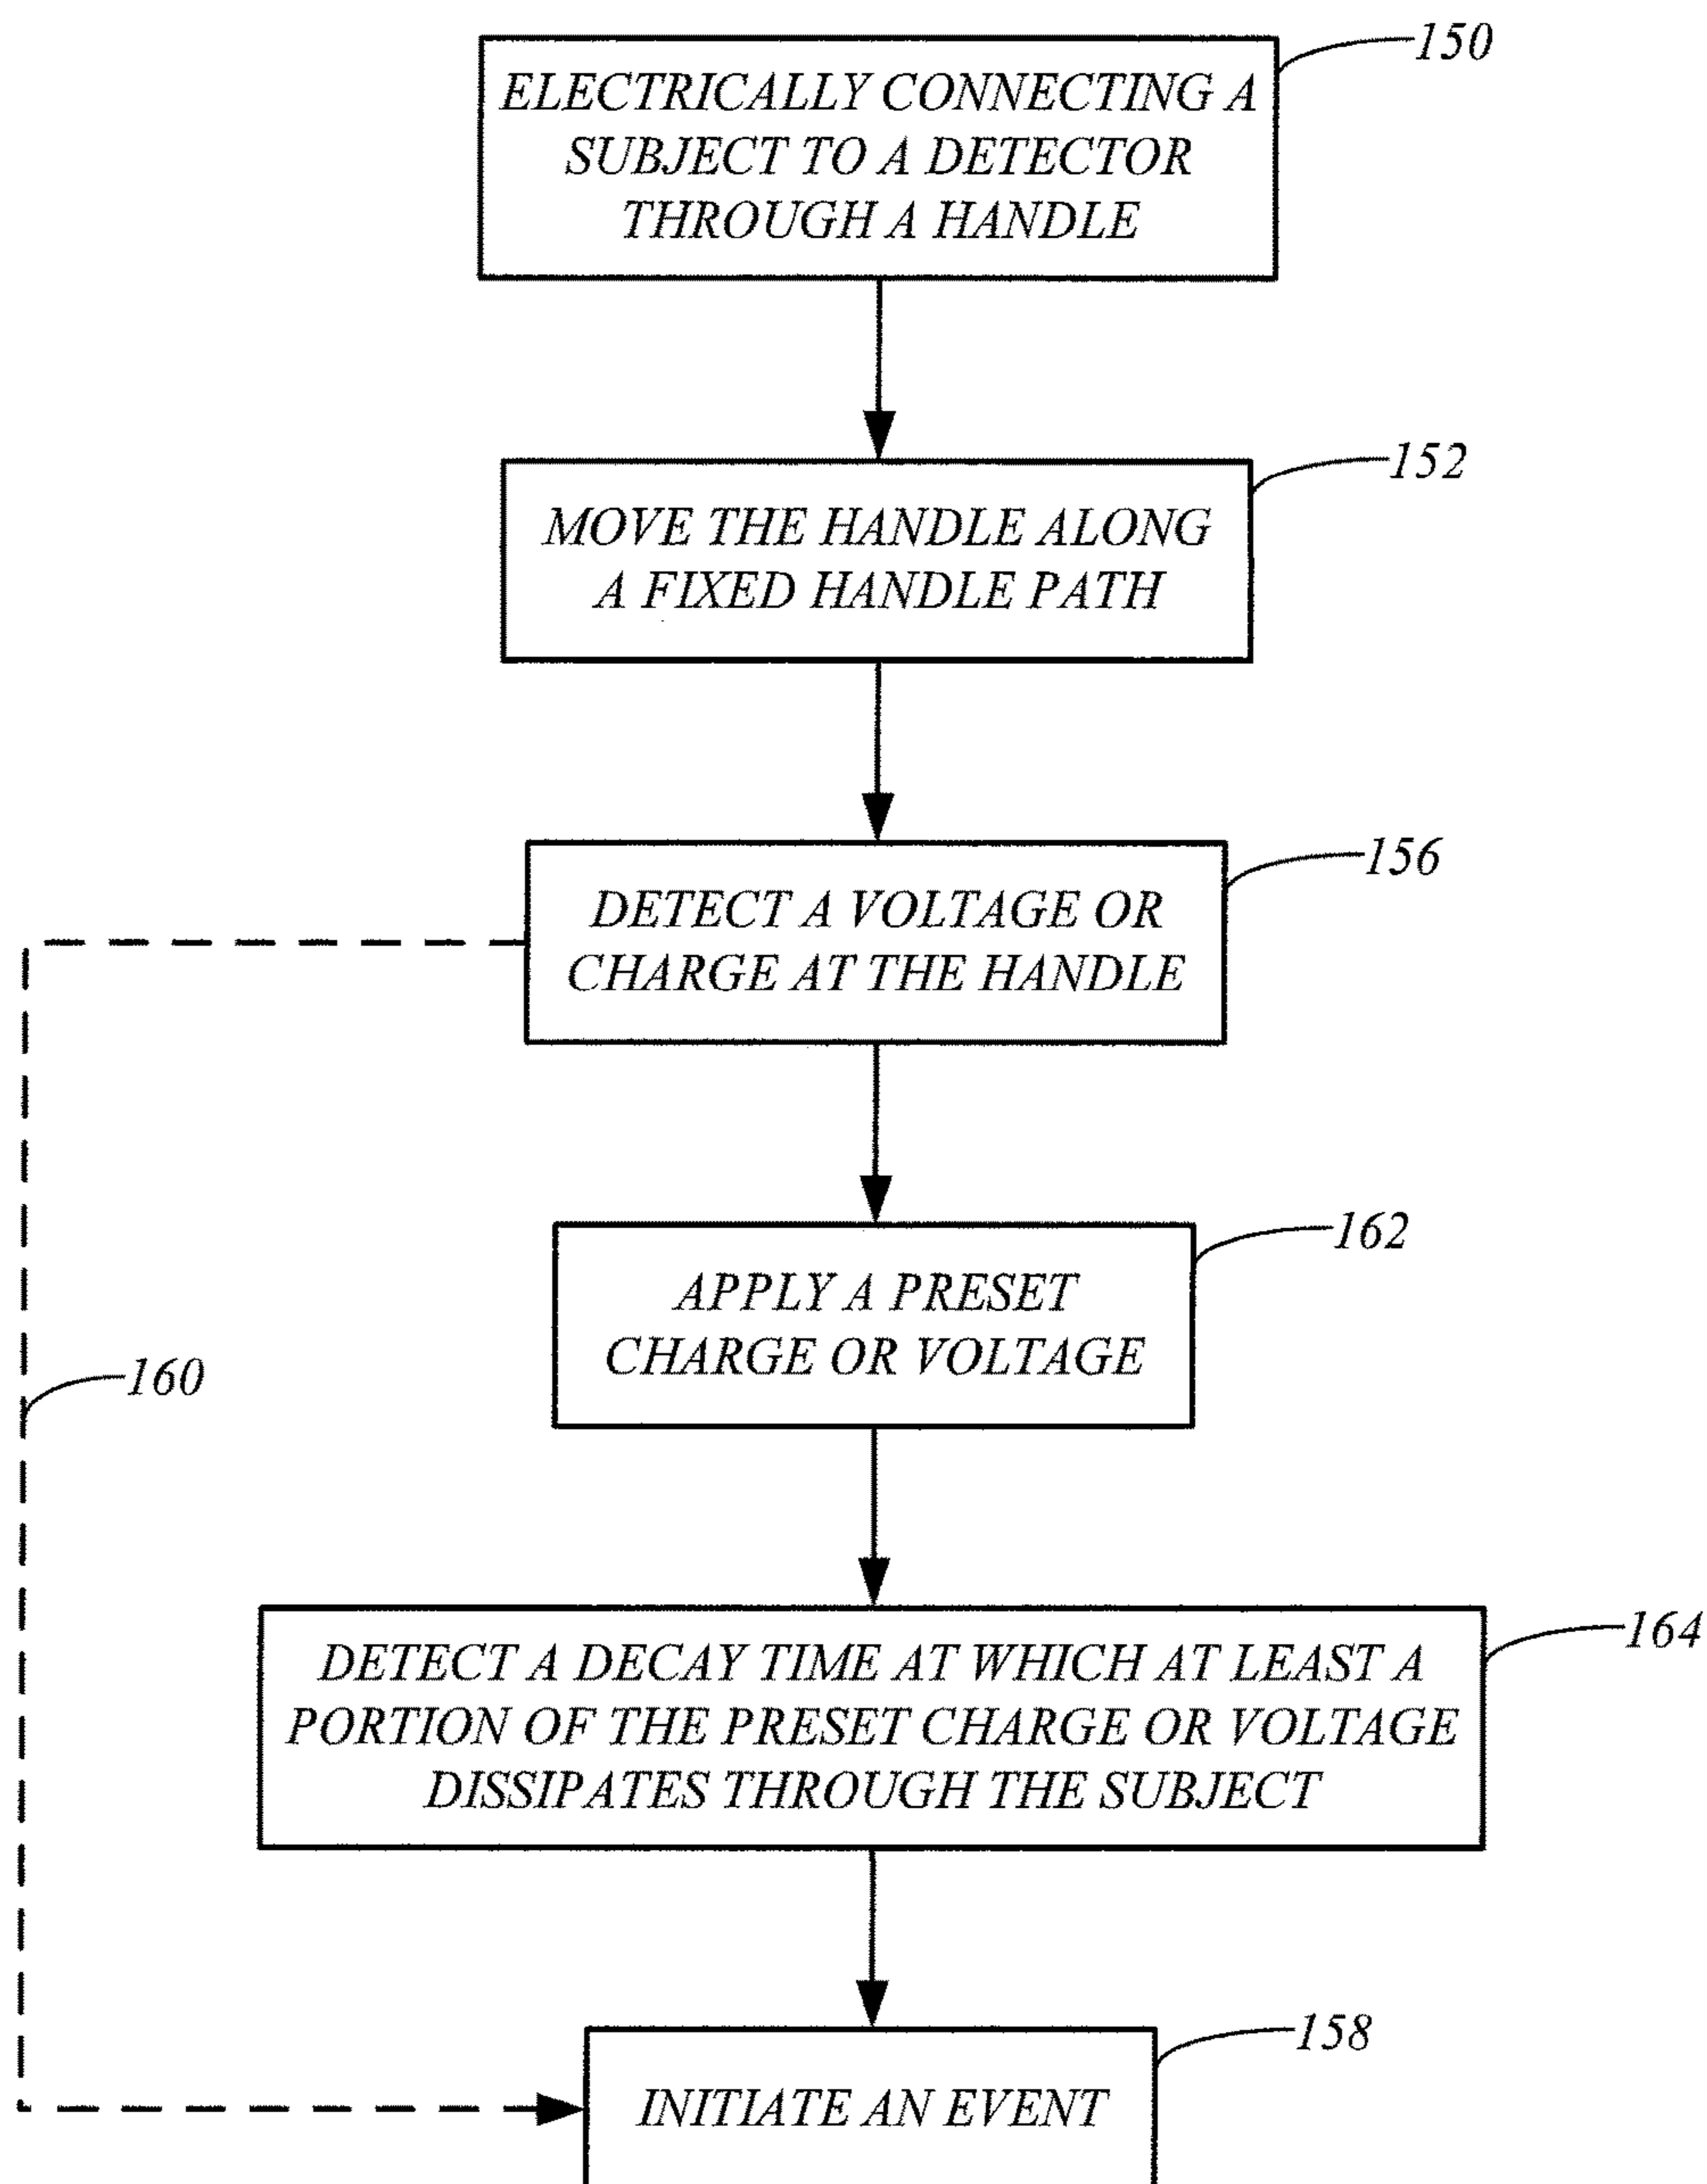 150
ELECTRICALLY CONNECTING A
SUBJECT TO A DETECTOR
THROUGH A HANDLE
152
MOVE THE HANDLE ALONG
A FIXED HANDLE PATH
156
DETECT A VOLTAGE OR
CHARGE AT THE HANDLE
162
APPLY A PRESET
CHARGE OR VOLTAGE
160
164
DETECT A DECAY TIME AT WHICH AT LEAST A
PORTION OF THE PRESET CHARGE OR VOLTAGE
DISSIPATES THROUGH THE SUBJECT
158
INITIATE AN EVENT